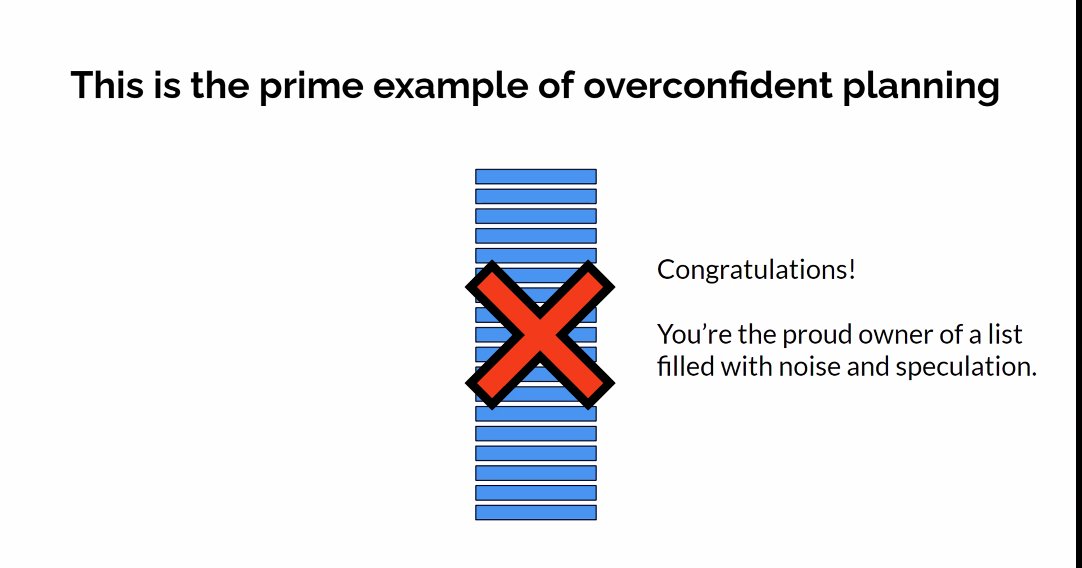 This is the prime example of overconfident planning
Congratulations!
You’re the proud owner of a list
filled with noise and speculation.